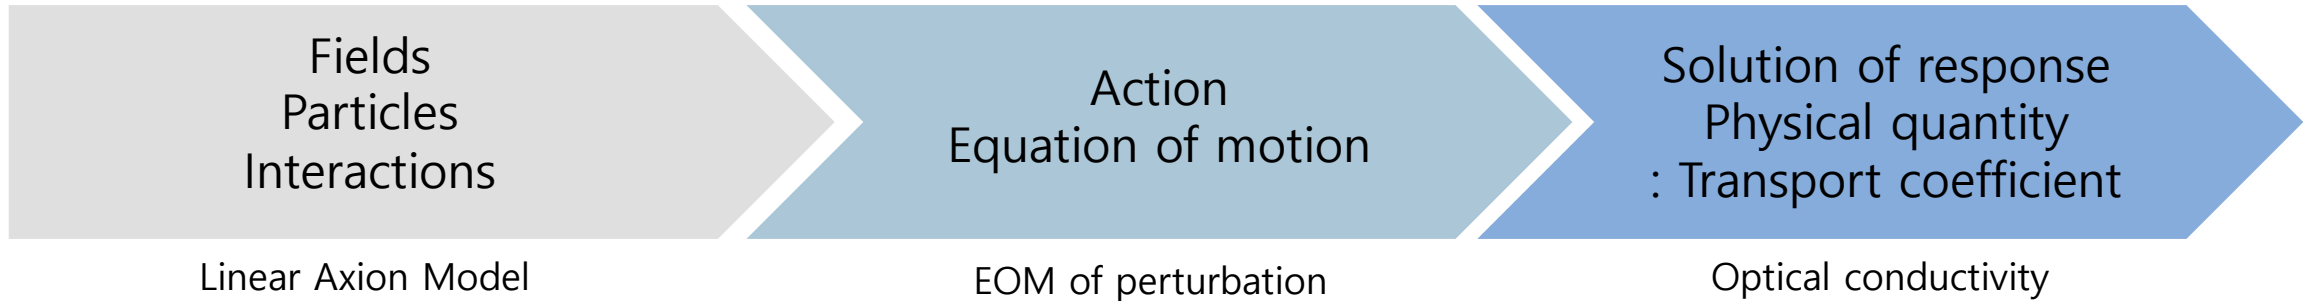 Fields
Particles
Interactions
Linear Axion Model
Action
Equation of motion
EOM of perturbation
Solution of response
Physical quantity
: Transport coefficient
Optical conductivity